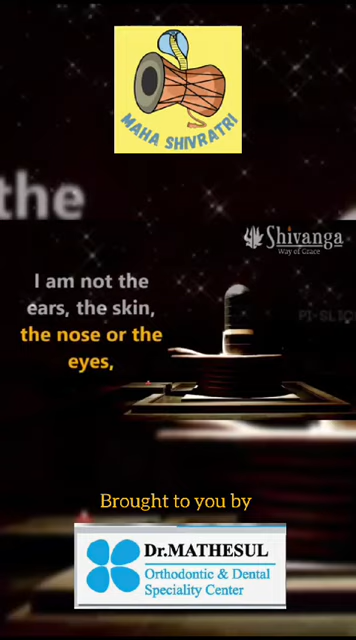 MAHA SHIVRATRI
the
Shivanga
Way of Grace
I am not the
ears, the skin,
the nose or the
eyes,
Brought to you by
Dr.MATHESUL
Orthodontic & Dental
Speciality Center